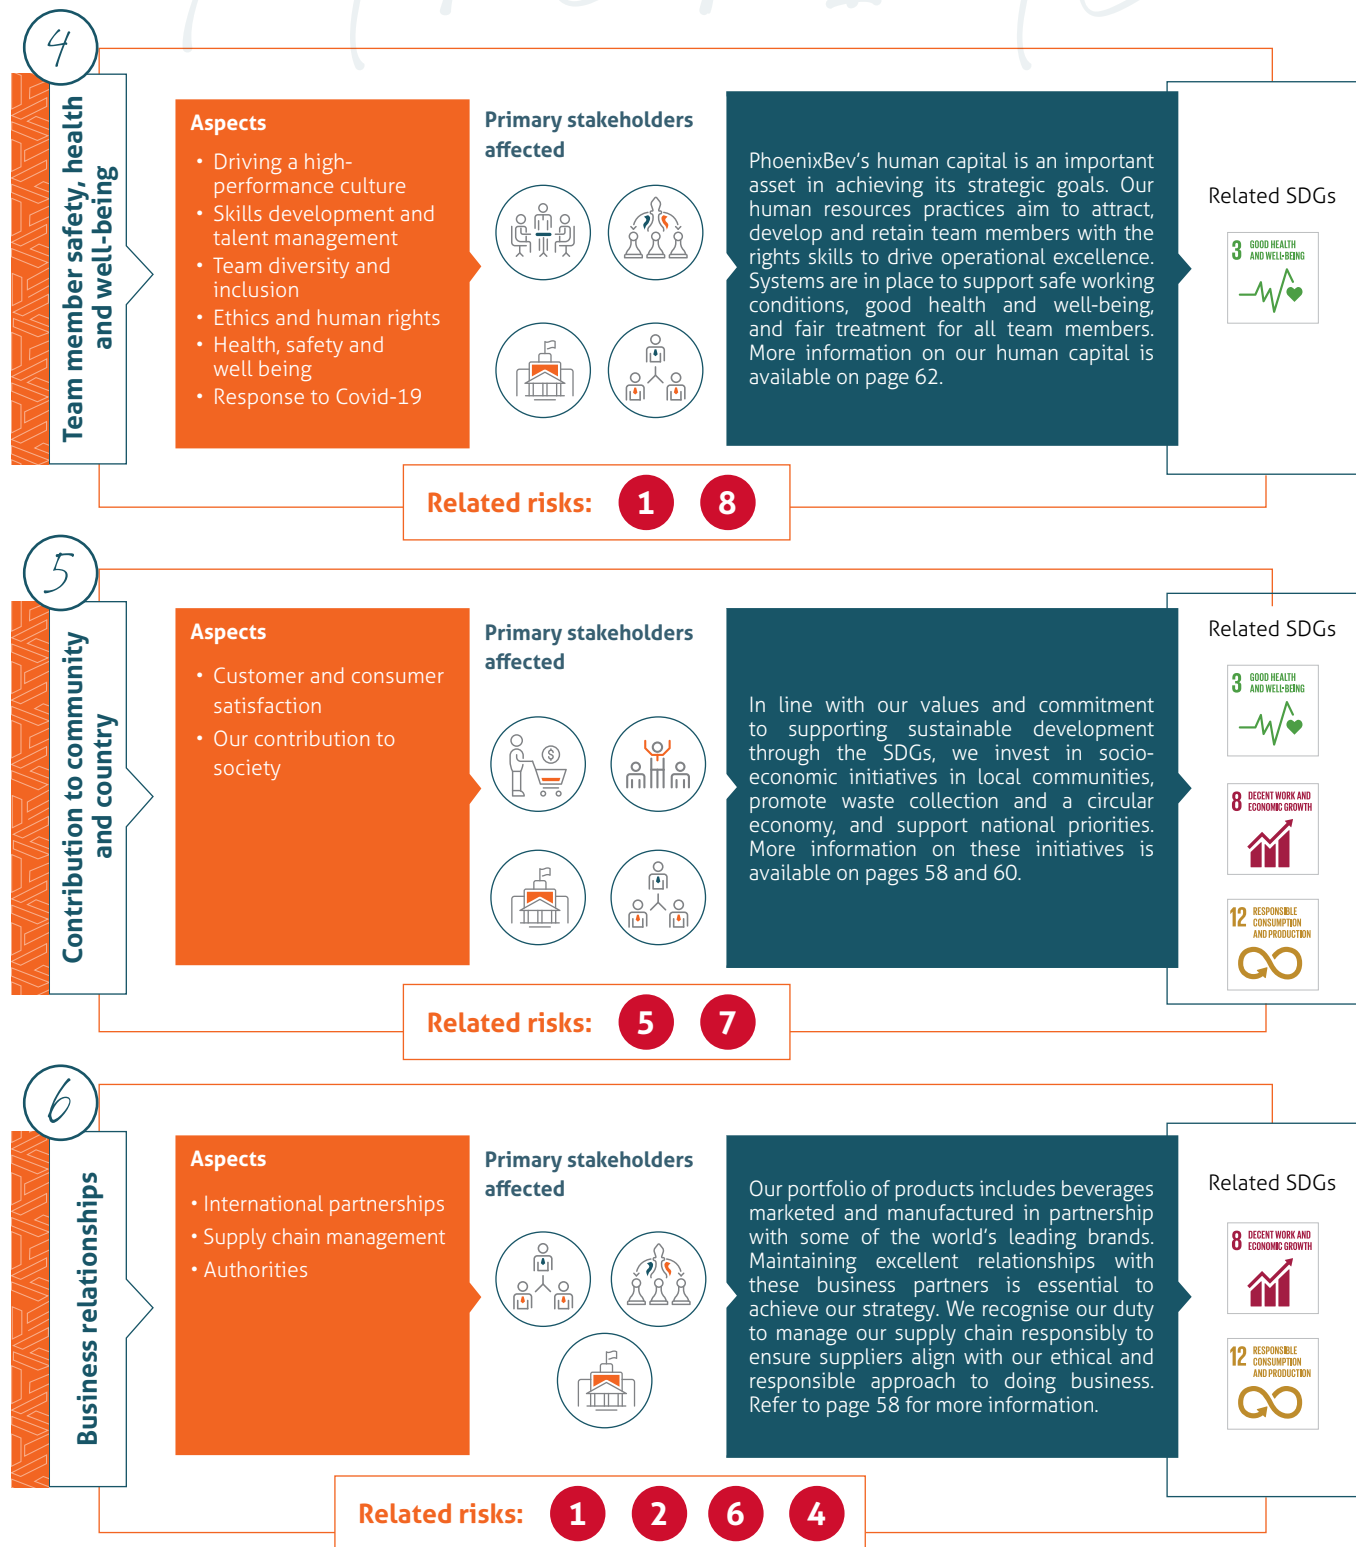 4
Team member safety, health
and well-being
Aspects
• Driving a high-
performance culture
• Skills development and
talent management
• Team diversity and
inclusion
• Ethics and human rights
• Health, safety and
well being
• Response to Covid-19
Primary stakeholders
affected
PhoenixBev's human capital is an important
asset in achieving its strategic goals. Our
human resources practices aim to attract,
develop and retain team members with the
rights skills to drive operational excellence.
Systems are in place to support safe working
conditions, good health and well-being,
and fair treatment for all team members.
More information on our human capital is
available on page 62.
Related SDGs
3 GOOD HEALTH
AND WELL-BEING
Related risks: 1 8
5
Contribution to community
and country
Aspects
• Customer and consumer
satisfaction
• Our contribution to
society
Primary stakeholders
affected
$
In line with our values and commitment
to supporting sustainable development
through the SDGs, we invest in socio-
economic initiatives in local communities,
promote waste collection and a circular
economy, and support national priorities.
More information on these initiatives is
available on pages 58 and 60.
Related SDGs
3 GOOD HEALTH
AND WELL-BEING
8 DECENT WORK AND
ECONOMIC GROWTH
12 RESPONSIBLE
CONSUMPTION
AND PRODUCTION
Related risks: 5 7
6
Business relationships
Aspects
• International partnerships
• Supply chain management
• Authorities
Primary stakeholders
affected
Our portfolio of products includes beverages
marketed and manufactured in partnership
with some of the world's leading brands.
Maintaining excellent relationships with
these business partners is essential to
achieve our strategy. We recognise our duty
to manage our supply chain responsibly to
ensure suppliers align with our ethical and
responsible approach to doing business.
Refer to page 58 for more information.
Related SDGs
8 DECENT WORK AND
ECONOMIC GROWTH
12 RESPONSIBLE
CONSUMPTION
AND PRODUCTION
Related risks: 1 2 6 4